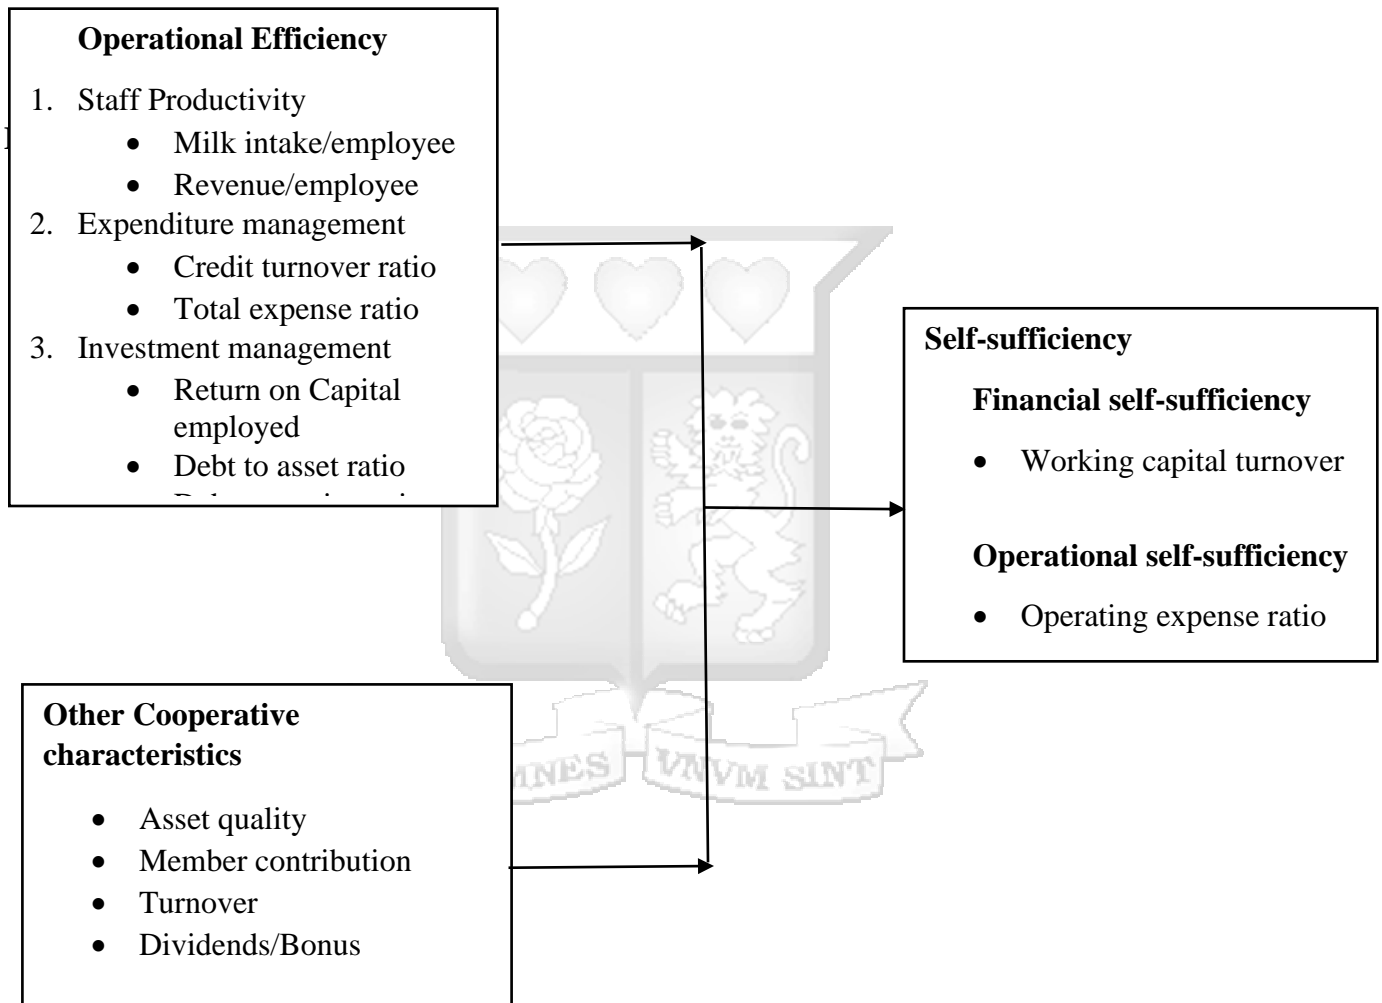 Operational Efficiency
1. Staff Productivity
• Milk intake/employee
• Revenue/employee
2. Expenditure management
• Credit turnover ratio
• Total expense ratio
3. Investment management
• Return on Capital
employed
• Debt to asset ratio
Self-sufficiency
Financial self-sufficiency
• Working capital turnover
Operational self-sufficiency
• Operating expense ratio
Other Cooperative
characteristics
• Asset quality
• Member contribution
• Turnover
• Dividends/Bonus
VNVM SINT